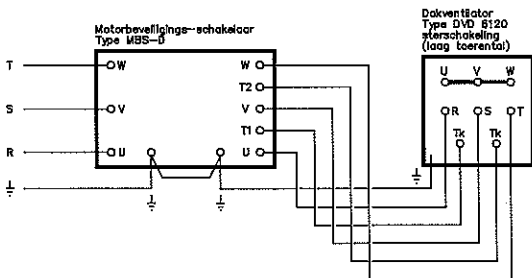 Motorbeveiligings-schakelaar
Type MBS-D
Dakventilator
Type DVD 6120
sterschakeling
(laag toerental)
T
W
W
U
V
W
T2
S
V
V
R
S
T
T1
Tk
Tk
R
U
U